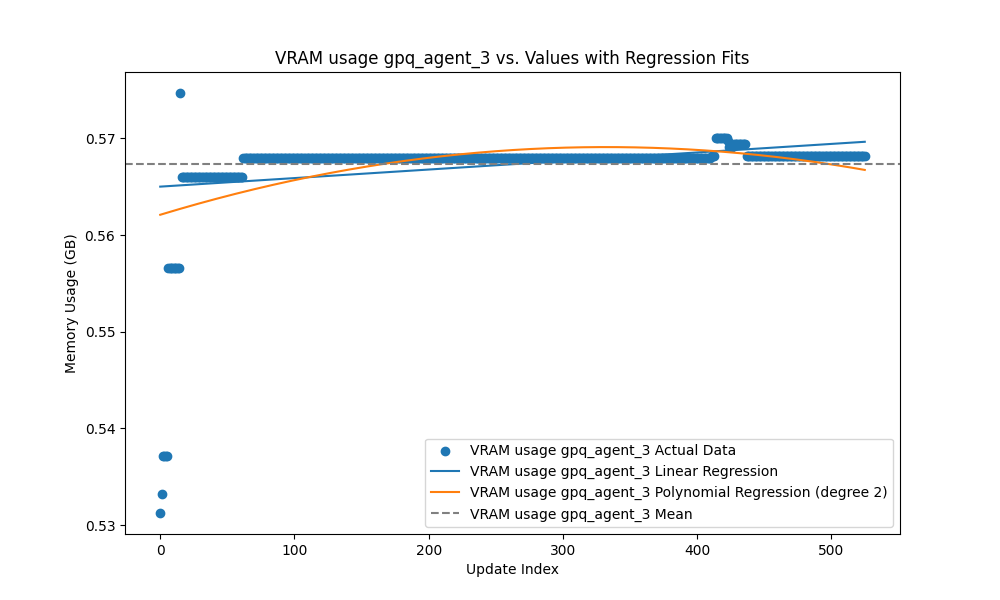 VRAM usage gpq_agent_3 vs. Values with Regression Fits
Memory Usage (GB)
0.57
0.56
0.55
0.54
0.53
VRAM usage gpq_agent_3 Actual Data
VRAM usage gpq_agent_3 Linear Regression
VRAM usage gpq_agent_3 Polynomial Regression (degree 2)
VRAM usage gpq_agent_3 Mean
0 100 200 300 400 500
Update Index